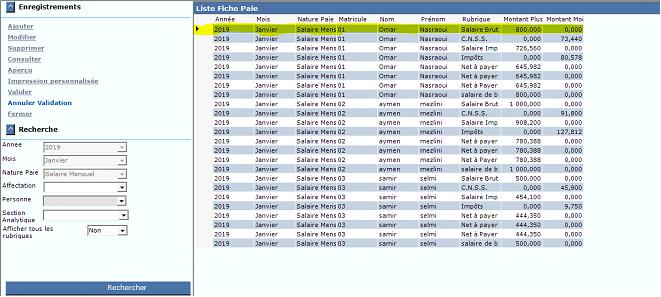 Enregistrements
Ajouter
Modifier
Supprimer
Consulter
Aperçu
Impression personnalisée
Valider
Annuler Validation
Fermer
Recherche
Annee 2019
Mois Janvier
Nature Paie Salaire Mensuel
Affectation
Personne
Section Analytique
Afficher tous les rubriques Non
Rechercher
Liste Fiche Paie
Année Mois Nature Paie Matricule Nom Prénom Rubrique Montant Plus Montant Moi
2019 Janvier Salaire Mens 01 Omar Nasraoui Salaire Brut 800,000 0,000
2019 Janvier Salaire Mens 01 Omar Nasraoui C.N.S.S. 0,000 73,440
2019 Janvier Salaire Mens 01 Omar Nasraoui Salaire Imp 726,560 0,000
2019 Janvier Salaire Mens 01 Omar Nasraoui Impôts 0,000 80,578
2019 Janvier Salaire Mens 01 Omar Nasraoui Net à payer 645,982 0,000
2019 Janvier Salaire Mens 01 Omar Nasraoui Net à payer 645,982 0,000
2019 Janvier Salaire Mens 01 Omar Nasraoui Net à Payer 645,982 0,000
2019 Janvier Salaire Mens 01 Omar Nasraoui salaire de b 800,000 0,000
2019 Janvier Salaire Mens 02 aymen mezlini Salaire Brut 1 000,000 0,000
2019 Janvier Salaire Mens 02 aymen mezlini C.N.S.S. 0,000 91,800
2019 Janvier Salaire Mens 02 aymen mezlini Salaire Imp 908,200 0,000
2019 Janvier Salaire Mens 02 aymen mezlini Impôts 0,000 127,812
2019 Janvier Salaire Mens 02 aymen mezlini Net à payer 780,388 0,000
2019 Janvier Salaire Mens 02 aymen mezlini Net à payer 780,388 0,000
2019 Janvier Salaire Mens 02 aymen mezlini Net à Payer 780,388 0,000
2019 Janvier Salaire Mens 02 aymen mezlini salaire de b 1 000,000 0,000
2019 Janvier Salaire Mens 03 samir selmi Salaire Brut 500,000 0,000
2019 Janvier Salaire Mens 03 samir selmi C.N.S.S. 0,000 45,900
2019 Janvier Salaire Mens 03 samir selmi Salaire Imp 454,100 0,000
2019 Janvier Salaire Mens 03 samir selmi Impôts 0,000 9,750
2019 Janvier Salaire Mens 03 samir selmi Net à payer 444,350 0,000
2019 Janvier Salaire Mens 03 samir selmi Net à payer 444,350 0,000
2019 Janvier Salaire Mens 03 samir selmi Net à Payer 444,350 0,000
2019 Janvier Salaire Mens 03 samir selmi salaire de b 500,000 0,000